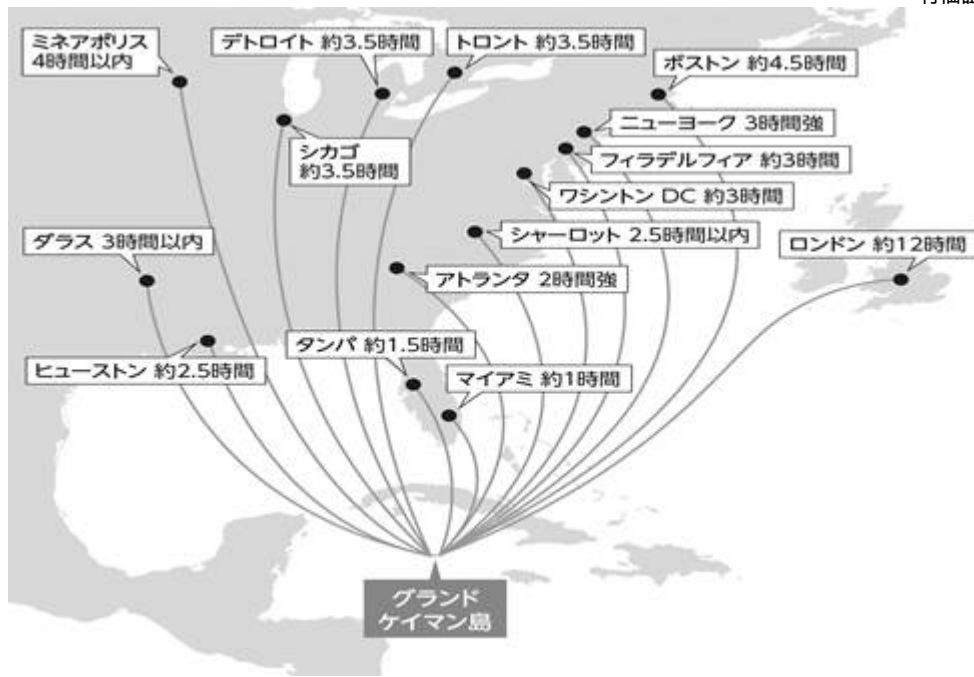 ミネアポリス
4時間以内
デトロイト 約3.5時間
トロント 約3.5時間
ボストン 約4.5時間
ニューヨーク 3時間強
シカゴ
約3.5時間
フィラデルフィア 約3時間
ワシントン DC 約3時間
シャーロット 2.5時間以内
ダラス 3時間以内
ロンドン 約12時間
アトランタ 2時間強
タンパ 約1.5時間
ヒューストン 約2.5時間
マイアミ 約1時間
グランド
ケイマン島